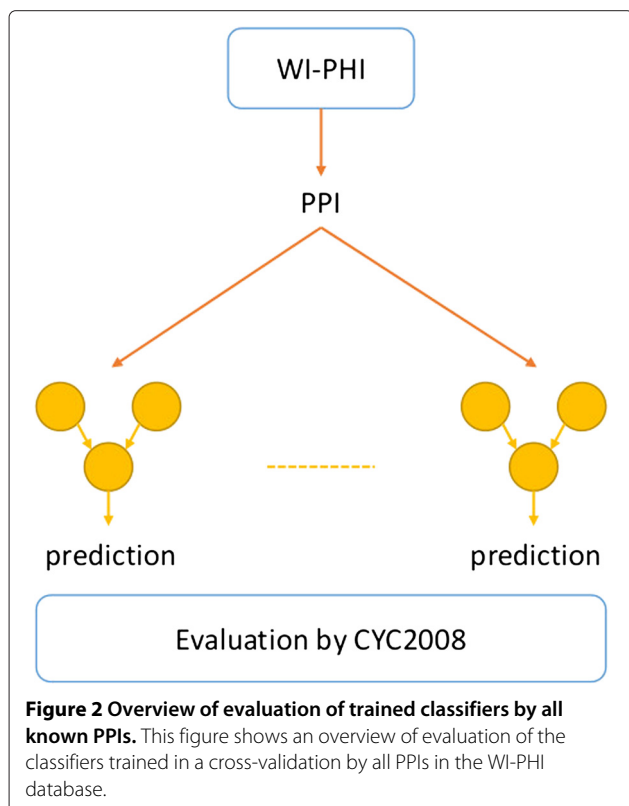 WI-PHI
PPI
prediction
prediction
Evaluation by CYC2008
Figure 2 Overview of evaluation of trained classifiers by all
known PPIs. This figure shows an overview of evaluation of the
classifiers trained in a cross-validation by all PPIs in the WI-PHI
database.